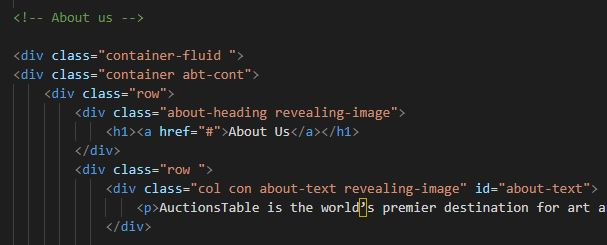 <!-- About us -->
<div class="container-fluid ">
<div class="container abt-cont">
<div class="row">
<div class="about-heading revealing-image">
<h1><a href="#">About Us</a></h1>
</div>
<div class="row ">
<div class="col con about-text revealing-image" id="about-text">
<p>AuctionsTable is the world’s premier destination for art a
</div>